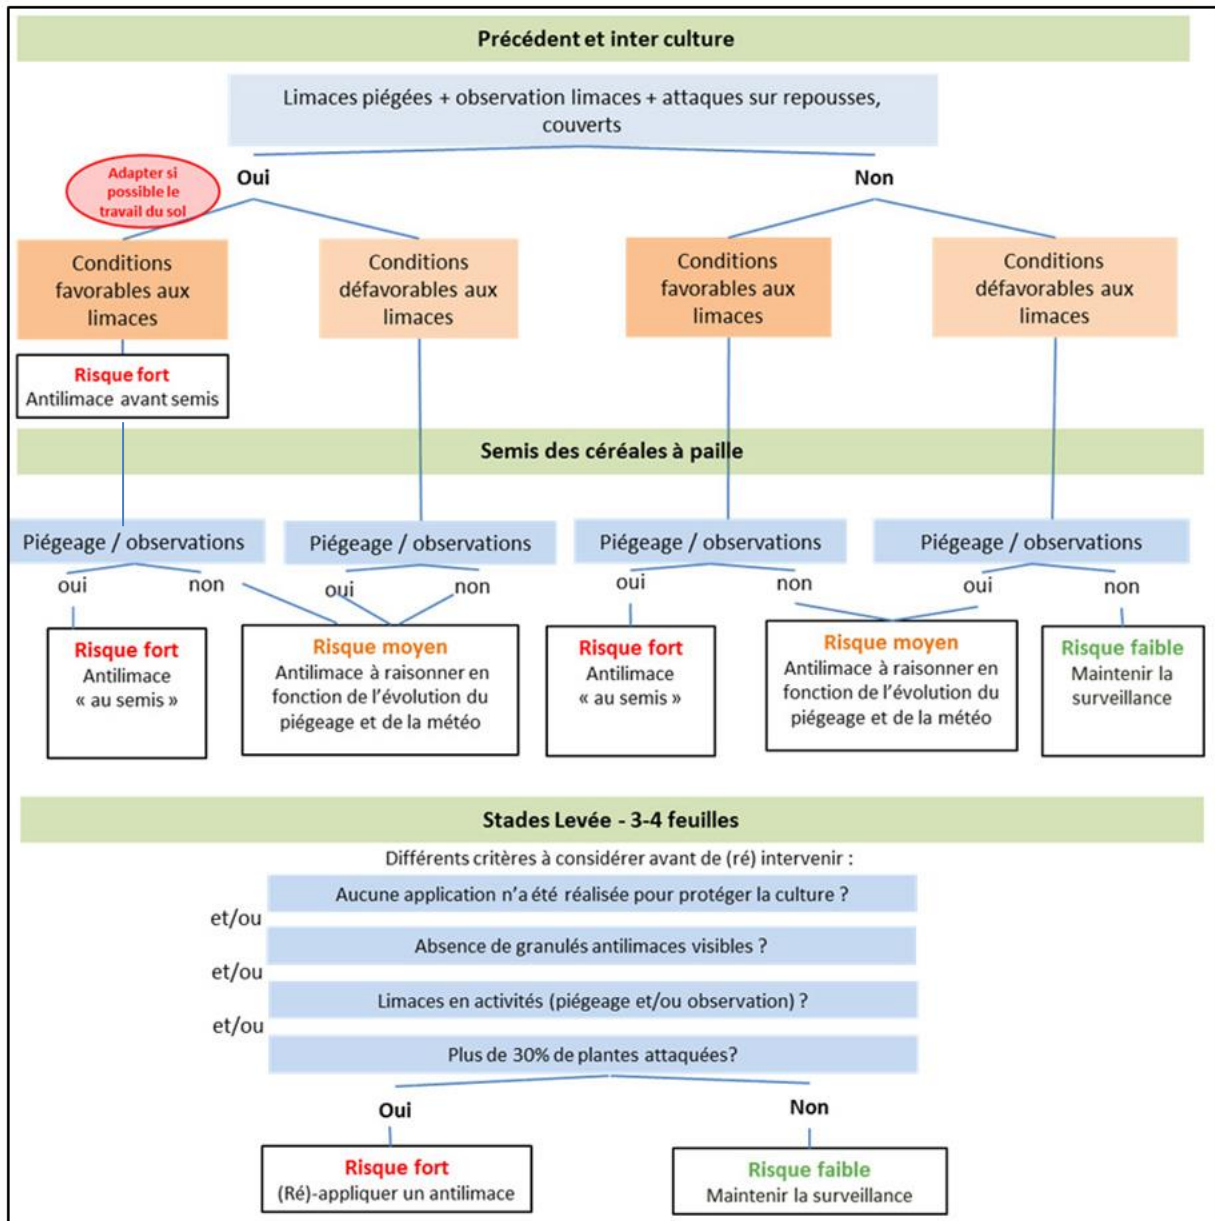 Précédent et inter culture
Limaces piégées + observation limaces + attaques sur repousses,
couverts
Adapter si
possible le
travail du sol
Oui
Non
Conditions
favorables aux
limaces
Conditions
défavorables aux
limaces
Conditions
favorables aux
limaces
Conditions
défavorables aux
limaces
Risque fort
Antilimace avant semis
Semis des céréales à paille
Piégeage / observations
Piégeage / observations
Piégeage / observations
Piégeage / observations
oui
non
oui
non
oui
non
oui
non
Risque fort
Antilimace
« au semis »
Risque moyen
Antilimace à raisonner en
fonction de l’évolution du
piégeage et de la météo
Risque fort
Antilimace
« au semis »
Risque moyen
Antilimace à raisonner en
fonction de l’évolution du
piégeage et de la météo
Risque faible
Maintenir la
surveillance
Stades Levée - 3-4 feuilles
Différents critères à considérer avant de (ré) intervenir :
Aucune application n’a été réalisée pour protéger la culture ?
et/ou
Absence de granulés antilimaces visibles ?
et/ou
Limaces en activités (piégeage et/ou observation) ?
et/ou
Plus de 30% de plantes attaquées?
Oui
Non
Risque fort
(Ré)-appliquer un antilimace
Risque faible
Maintenir la surveillance